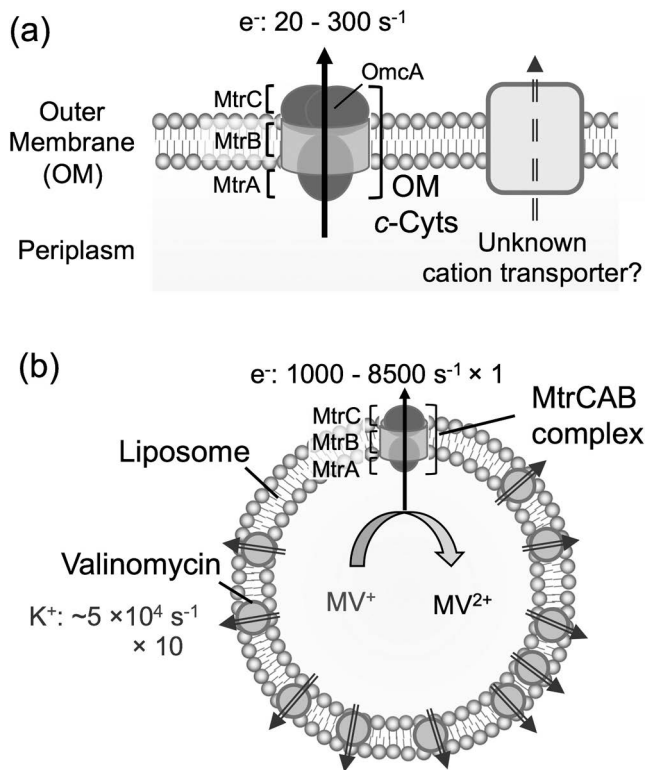 (a)
e⁻: 20 - 300 s⁻¹
OmcA
MtrC
Outer
Membrane
(OM)
MtrB
MtrA
OM
c-Cyts
Periplasm
Unknown
cation transporter?
(b)
e⁻: 1000 - 8500 s⁻¹ × 1
MtrC
MtrB
MtrA
MtrCAB
complex
Liposome
Valinomycin
K⁺: ~5 ×10⁴ s⁻¹
× 10
MV⁺
MV²⁺